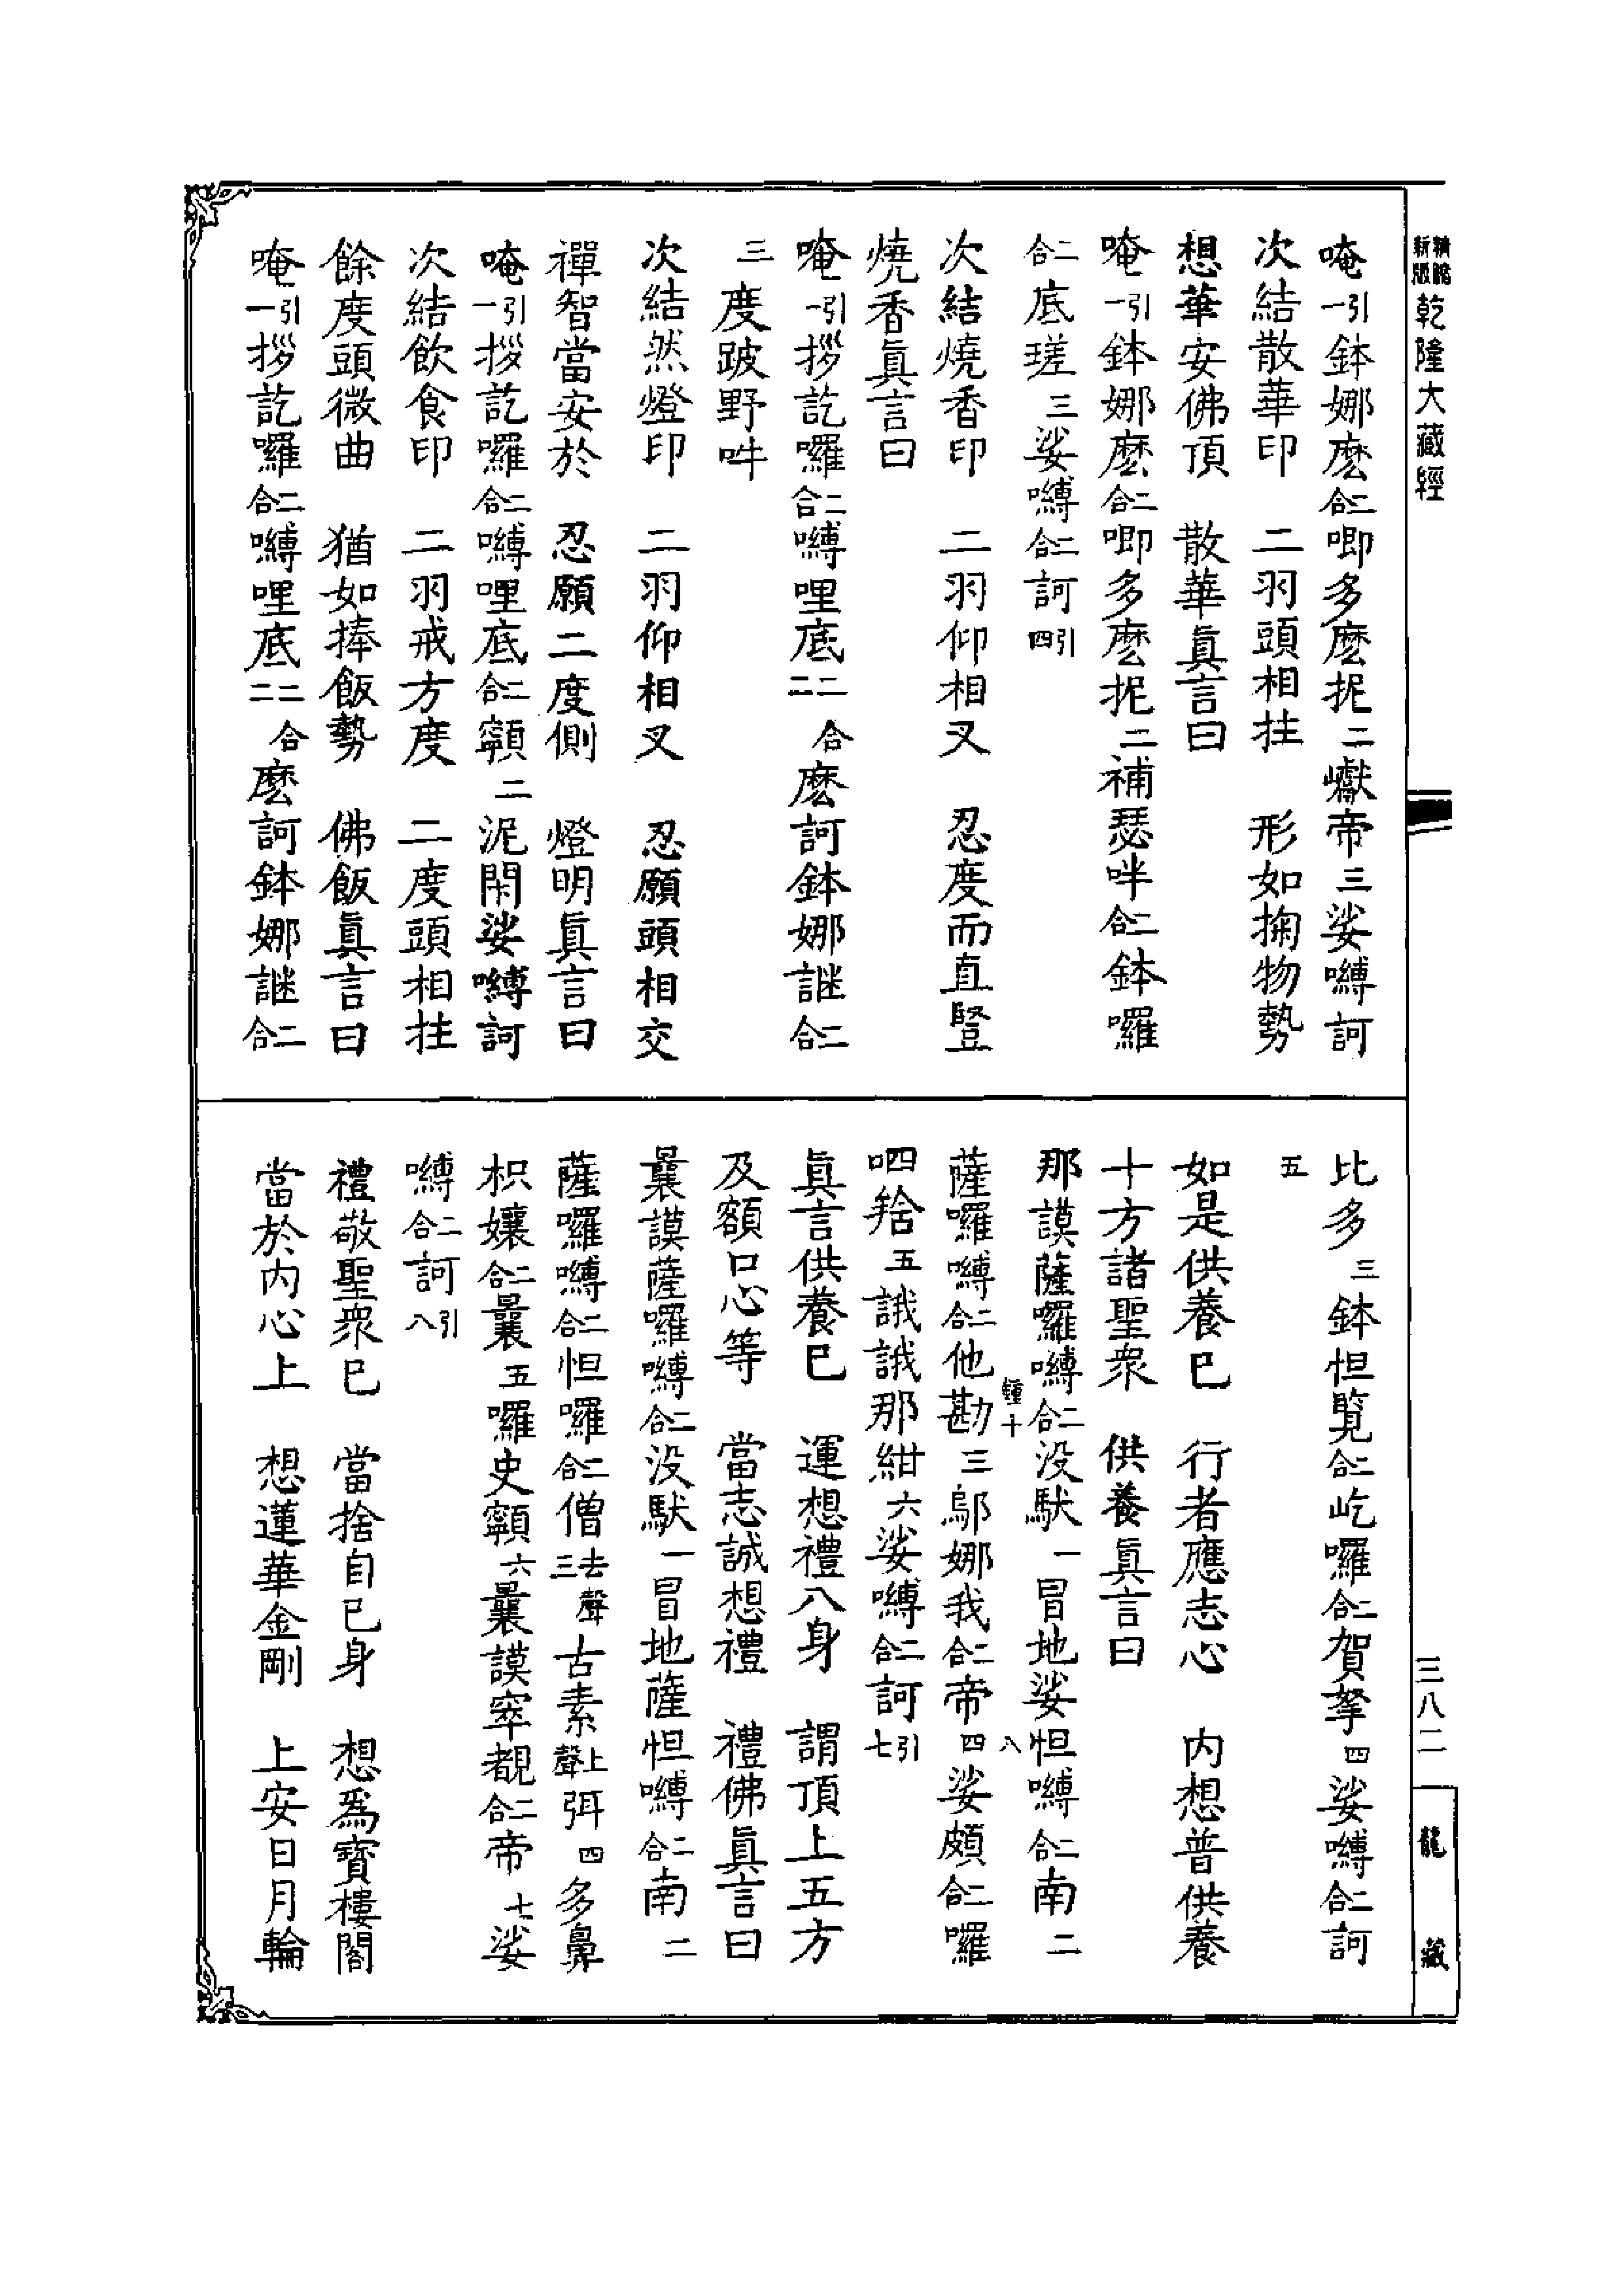 精縮
新版
乾隆大藏經
唵引一鉢娜麽二合唧多麽抳二巘帝三娑嚩訶
次結散華印　二羽頭相拄　形如掬物勢
想華安佛頂　散華眞言曰
唵引一鉢娜麽二合唧多麽抳二補瑟吽二合鉢囉
二合底瑳三娑嚩二合訶引四
次結燒香印　二羽仰相叉　忍度而直豎
燒香眞言曰
唵引一拶訖囉二合嚩哩底二合二麽訶鉢娜謎二合
三度跛野吽
次結然燈印　二羽仰相叉　忍願頭相交
禪智當安於　忍願二度側　燈明眞言曰
唵引一拶訖囉二合嚩哩底二合顐二泥閇娑嚩訶
次結飲食印　二羽戒方度　二度頭相拄
餘度頭微曲　猶如捧飯勢　佛飯眞言曰
唵引一拶訖囉二合嚩哩底二合二麽訶鉢娜謎二合
比多三鉢怛覽二合屹囉二合賀拏四娑嚩二合訶
五
如是供養已　行者應志心　内想普供養
十方諸聖衆　供養眞言曰
那謨薩囉嚩二合没馱一冒地娑怛嚩二合南二
鍾十　八
薩囉嚩二合他勘三鄔娜我二合帝四娑頗二合囉
呬捨五誐誐那紺六娑嚩二合訶引七
眞言供養已　運想禮八身　謂頂上五方
及額口心等　當志誠想禮　禮佛眞言曰
曩謨薩囉嚩二合没馱一冒地薩怛嚩二合南二
薩囉嚩二合怛囉二合僧去聲三古素上聲弭四多鼻
枳孃二合曩五囉史顐六曩謨窣覩二合帝七娑
嚩二合訶引八
禮敬聖衆已　當捨自已身　想爲寳樓閣
當於内心上　想蓮華金剛　上安日月輪
三八二
龍藏